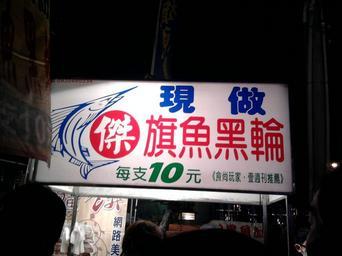 現做
傑 旗魚黑輪
每支10元 《食尚玩家·壹週刊推薦》
網路美